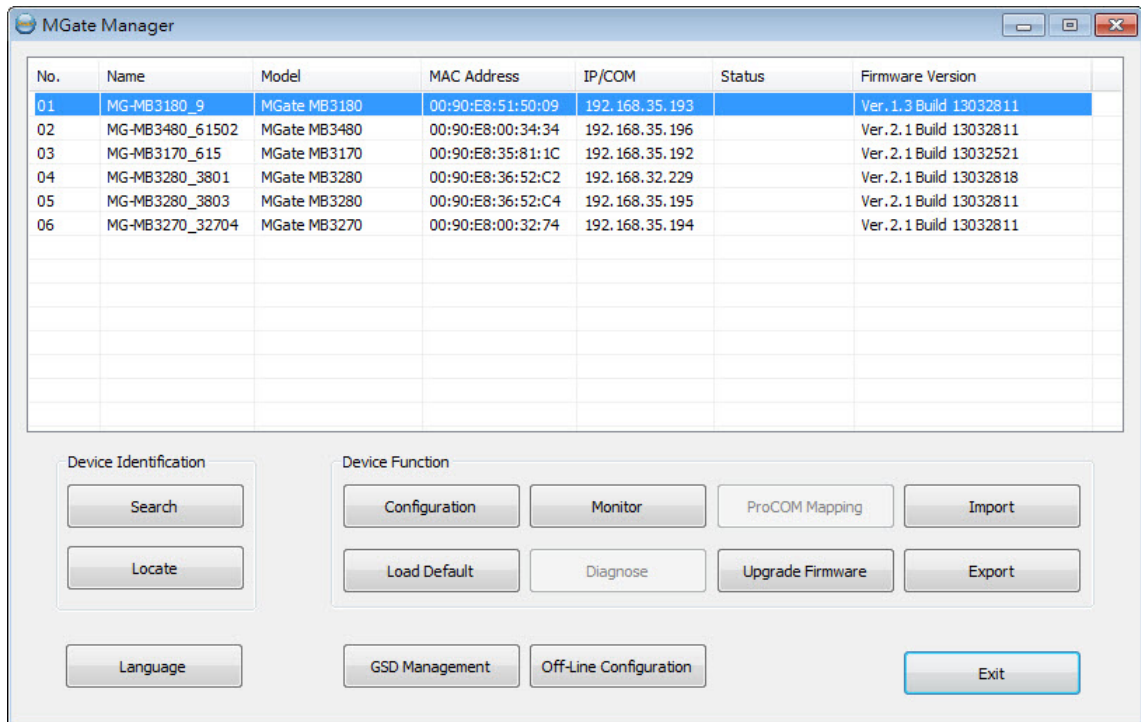 MGate Manager
No. Name Model MAC Address IP/COM Status Firmware Version
01 MG-MB3180_9 MGate MB3180 00:90:E8:51:50:09 192.168.35.193 Ver.1.3 Build 13032811
02 MG-MB3480_61502 MGate MB3480 00:90:E8:00:34:34 192.168.35.196 Ver.2.1 Build 13032811
03 MG-MB3170_615 MGate MB3170 00:90:E8:35:81:1C 192.168.35.192 Ver.2.1 Build 13032521
04 MG-MB3280_3801 MGate MB3280 00:90:E8:36:52:C2 192.168.32.229 Ver.2.1 Build 13032818
05 MG-MB3280_3803 MGate MB3280 00:90:E8:36:52:C4 192.168.35.195 Ver.2.1 Build 13032811
06 MG-MB3270_32704 MGate MB3270 00:90:E8:00:32:74 192.168.35.194 Ver.2.1 Build 13032811
Device Identification Device Function
Search Configuration Monitor ProCOM Mapping Import
Locate Load Default Diagnose Upgrade Firmware Export
Language GSD Management Off-Line Configuration Exit